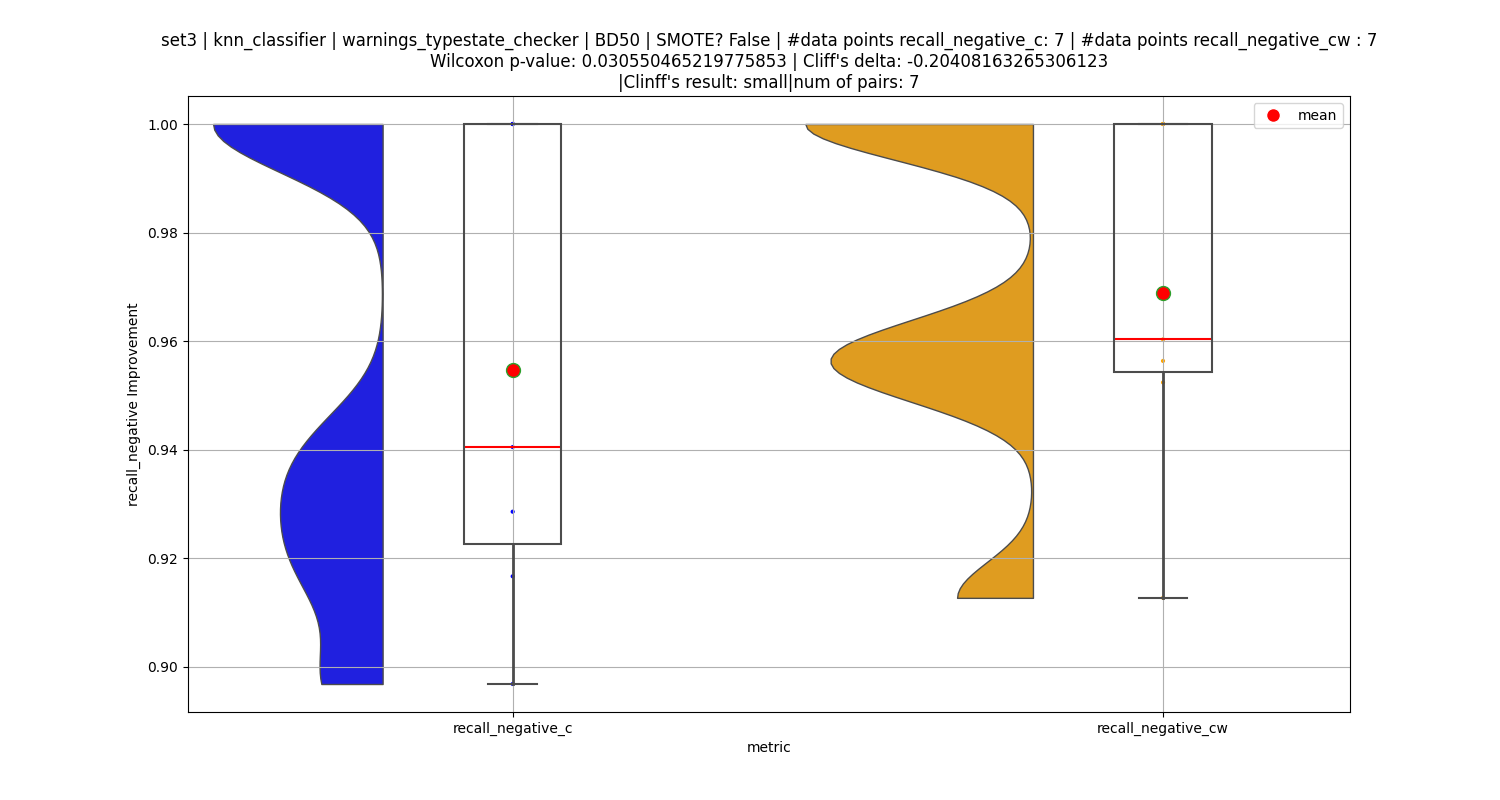 set3 | knn_classifier | warnings_typestate_checker | BD50 | SMOTE? False | #data points recall_negative_c: 7 | #data points recall_negative_cw : 7
Wilcoxon p-value: 0.030550465219775853 | Cliff's delta: -0.20408163265306123
|Clinff's result: small|num of pairs: 7
mean
1.00
0.98
0.96
0.94
0.92
0.90
recall_negative Improvement
recall_negative_c
recall_negative_cw
metric